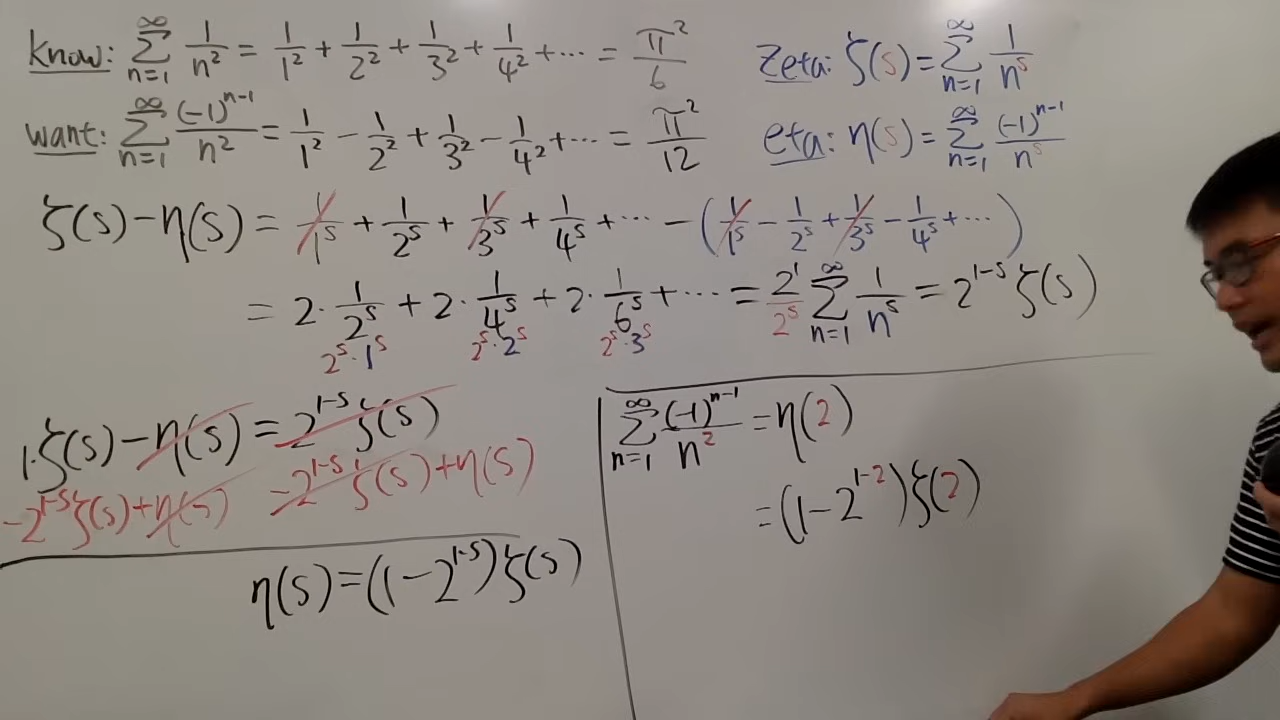 know: ∑_{n=1}^{∞} 1/n² = 1/1² + 1/2² + 1/3² + 1/4² + ··· = π²/6
Zeta: ζ(s) = ∑_{n=1}^{∞} 1/n^s
want: ∑_{n=1}^{∞} (-1)^{n-1}/n² = 1/1² - 1/2² + 1/3² - 1/4² + ··· = π²/12
eta: η(s) = ∑_{n=1}^{∞} (-1)^{n-1}/n^s
ζ(s) - η(s) = 1/1^s + 1/2^s + 1/3^s + 1/4^s + ··· - (1/1^s - 1/2^s + 1/3^s - 1/4^s + ···)
= 2 · 1/2^s + 2 · 1/4^s + 2 · 1/6^s + ··· = 2^1/2^s ∑_{n=1}^{∞} 1/n^s = 2^{1-s} ζ(s)
2^s · 1^s 2^s · 2^s 2^s · 3^s
1·ζ(s) - η(s) = 2^{1-s} ζ(s)
-2^{1-s} ζ(s) + η(s) -2^{1-s} ζ(s) + η(s)
η(s) = (1 - 2^{1-s}) ζ(s)
∑_{n=1}^{∞} (-1)^{n-1}/n² = η(2)
= (1 - 2^{1-2}) ζ(2)